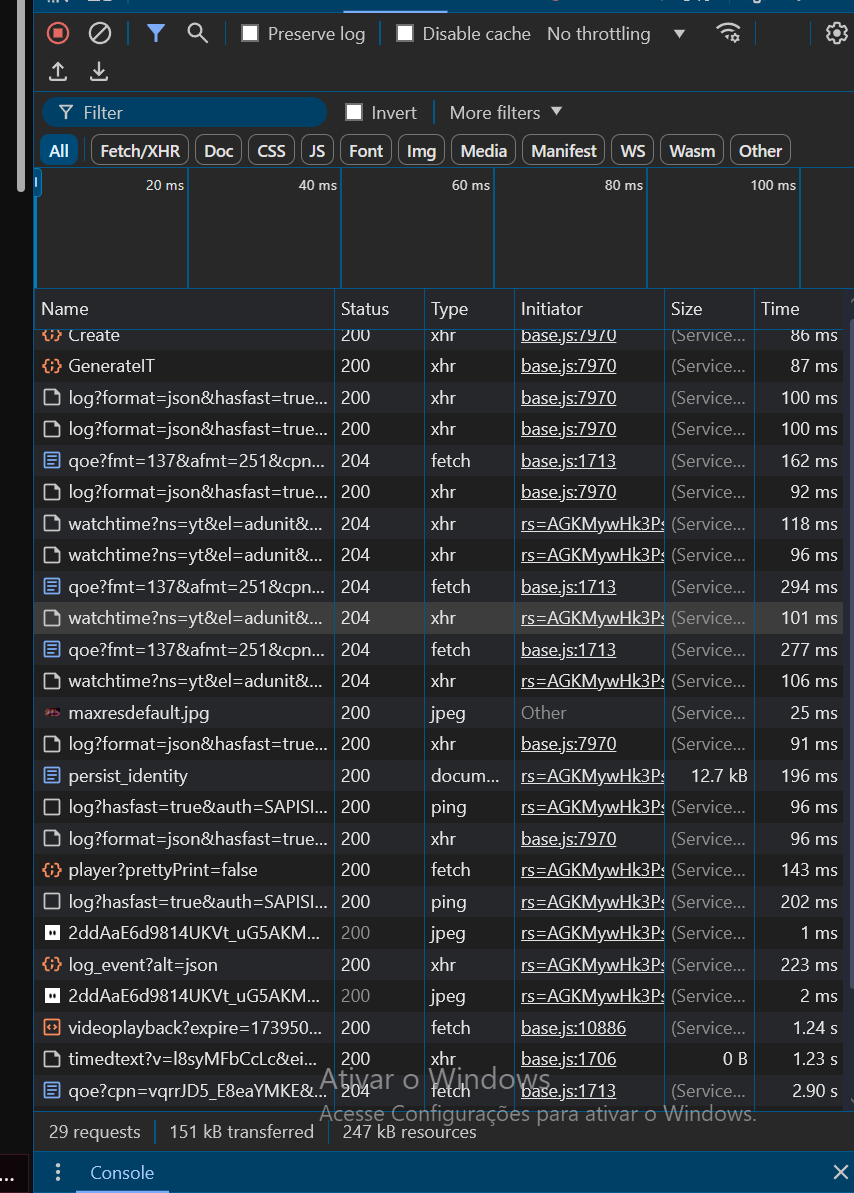 Preserve log Disable cache No throttling
Filter Invert More filters
All Fetch/XHR Doc CSS JS Font Img Media Manifest WS Wasm Other
20 ms 40 ms 60 ms 80 ms 100 ms
Name Status Type Initiator Size Time
Create 200 xhr base.js:7970 (Service... 86 ms
GenerateIT 200 xhr base.js:7970 (Service... 87 ms
log?format=json&hasfast=true... 200 xhr base.js:7970 (Service... 100 ms
log?format=json&hasfast=true... 200 xhr base.js:7970 (Service... 100 ms
qoe?fmt=137&afmt=251&cpn... 204 fetch base.js:1713 (Service... 162 ms
log?format=json&hasfast=true... 200 xhr base.js:7970 (Service... 92 ms
watchtime?ns=yt&el=adunit&... 204 xhr rs=AGKMywHk3Ps (Service... 118 ms
watchtime?ns=yt&el=adunit&... 204 xhr rs=AGKMywHk3Ps (Service... 96 ms
qoe?fmt=137&afmt=251&cpn... 204 fetch base.js:1713 (Service... 294 ms
watchtime?ns=yt&el=adunit&... 204 xhr rs=AGKMywHk3Ps (Service... 101 ms
qoe?fmt=137&afmt=251&cpn... 204 fetch base.js:1713 (Service... 277 ms
watchtime?ns=yt&el=adunit&... 204 xhr rs=AGKMywHk3Ps (Service... 106 ms
maxresdefault.jpg 200 jpeg Other (Service... 25 ms
log?format=json&hasfast=true... 200 xhr base.js:7970 (Service... 91 ms
persist_identity 200 docum... rs=AGKMywHk3Ps 12.7 kB 196 ms
log?hasfast=true&auth=SAPISI... 200 ping rs=AGKMywHk3Ps (Service... 96 ms
log?format=json&hasfast=true... 200 xhr base.js:7970 (Service... 96 ms
player?prettyPrint=false 200 fetch rs=AGKMywHk3Ps (Service... 143 ms
log?hasfast=true&auth=SAPISI... 200 ping rs=AGKMywHk3Ps (Service... 202 ms
2ddAaE6d9814UKVt_uG5AKM... 200 jpeg rs=AGKMywHk3Ps (Service... 1 ms
log_event?alt=json 200 xhr rs=AGKMywHk3Ps (Service... 223 ms
2ddAaE6d9814UKVt_uG5AKM... 200 jpeg rs=AGKMywHk3Ps (Service... 2 ms
videoplayback?expire=173950... 200 fetch base.js:10886 (Service... 1.24 s
timedtext?v=l8syMFbCcLc&ei... 200 xhr base.js:1706 0 B 1.23 s
qoe?cpn=vqrrJD5_E8eaYMKE&... 204 fetch base.js:1713 (Service... 2.90 s
Ativar o Windows
Acesse Configurações para ativar o Windows.
29 requests 151 kB transferred 247 kB resources
... Console